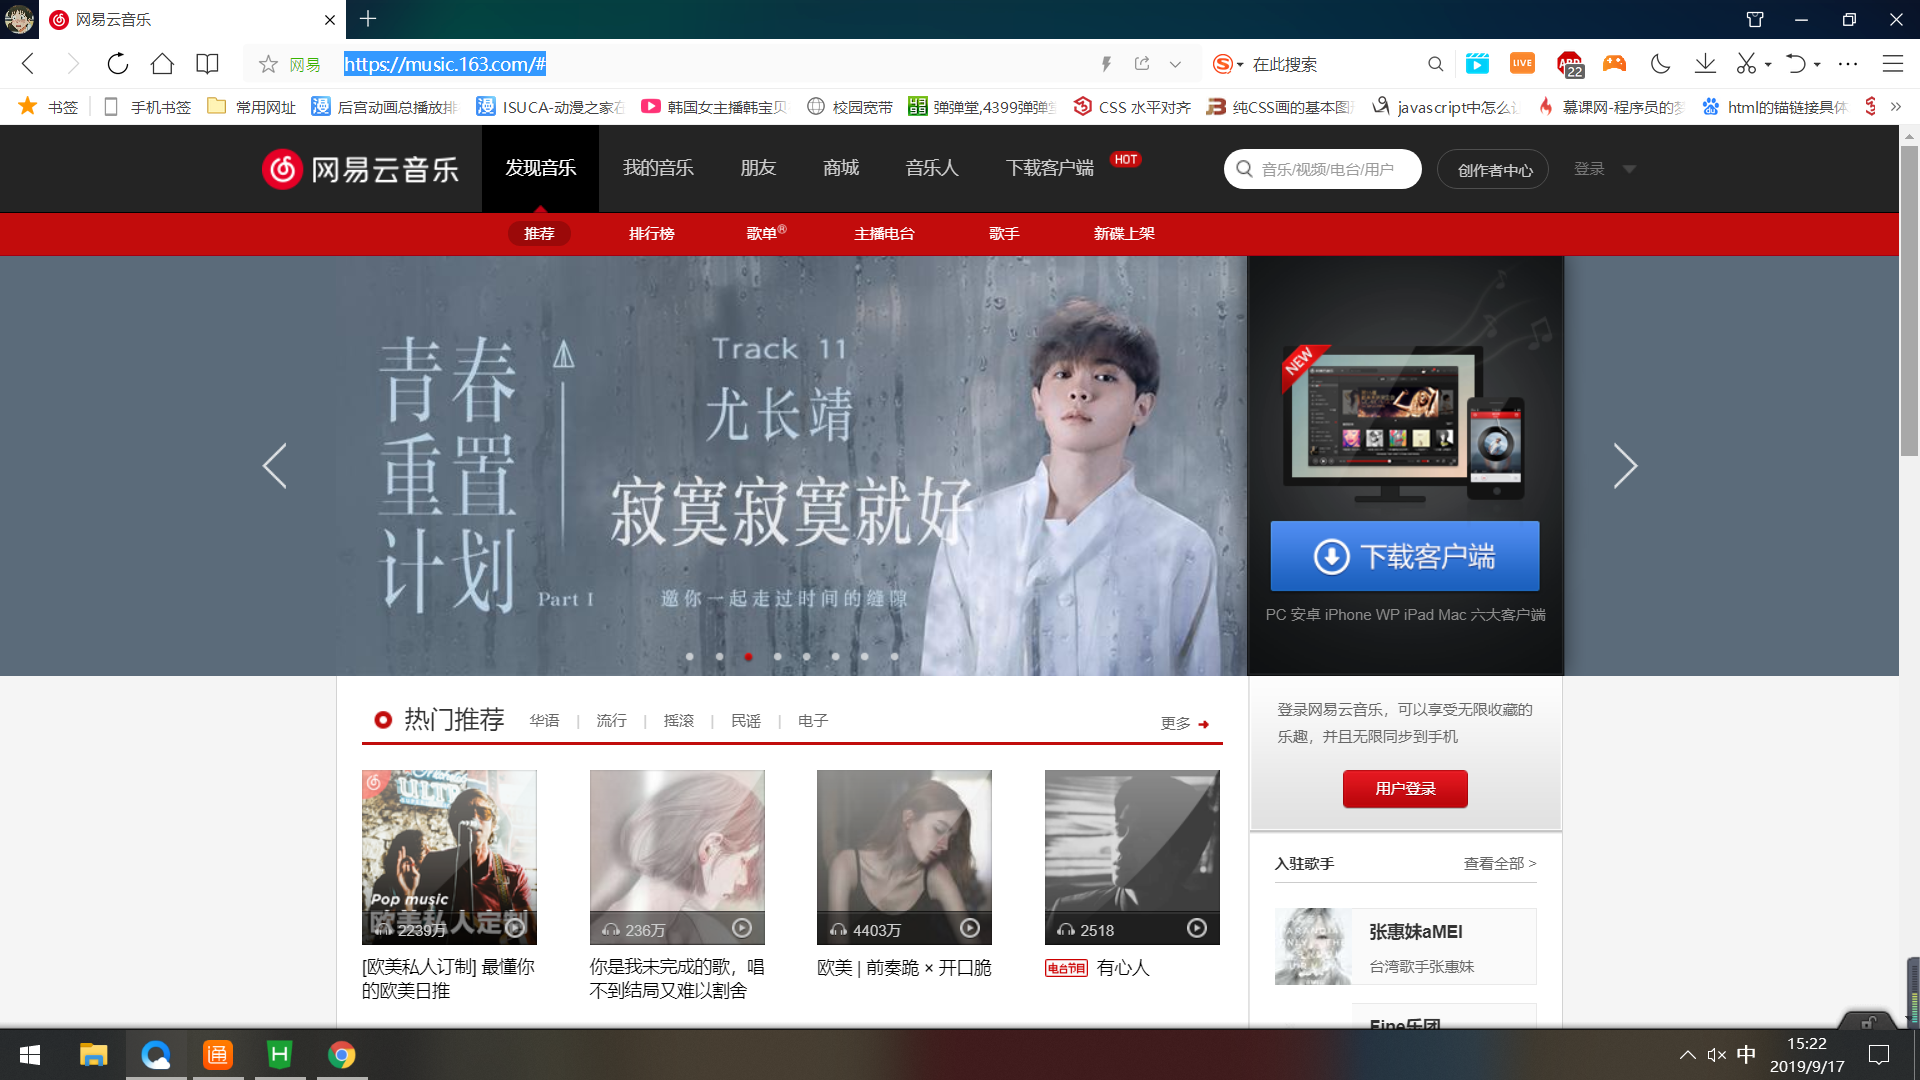 网易云音乐
网易
https://music.163.com/#
在此搜索
LIVE
22
书签
手机书签
常用网址
后宫动画总播放排
ISUCA-动漫之家在
韩国女主播韩宝贝
校园宽带
弹弹堂,4399弹弹堂
CSS 水平对齐
纯CSS画的基本图形
javascript中怎么
慕课网-程序员的梦
html的锚链接具体
网易云音乐
发现音乐
我的音乐
朋友
商城
音乐人
下载客户端
HOT
音乐/视频/电台/用户
创作者中心
登录
推荐
排行榜
歌单®
主播电台
歌手
新碟上架
青春
重置
计划
Part I
Track 11
尤长靖
寂寞寂寞就好
邀你一起走过时间的缝隙
NEW
下载客户端
PC 安卓 iPhone WP iPad Mac 六大客户端
热门推荐
华语 | 流行 | 摇滚 | 民谣 | 电子
更多
Pop music
欧美私人定制
2239万
236万
4403万
2518
[欧美私人订制] 最懂你
的欧美日推
你是我未完成的歌，唱
不到结局又难以割舍
欧美 | 前奏跪 × 开口脆
电台节目 有心人
登录网易云音乐，可以享受无限收藏的
乐趣，并且无限同步到手机
用户登录
入驻歌手
查看全部 >
张惠妹aMEI
台湾歌手张惠妹
Fine乐团
通
H
中
15:22
2019/9/17